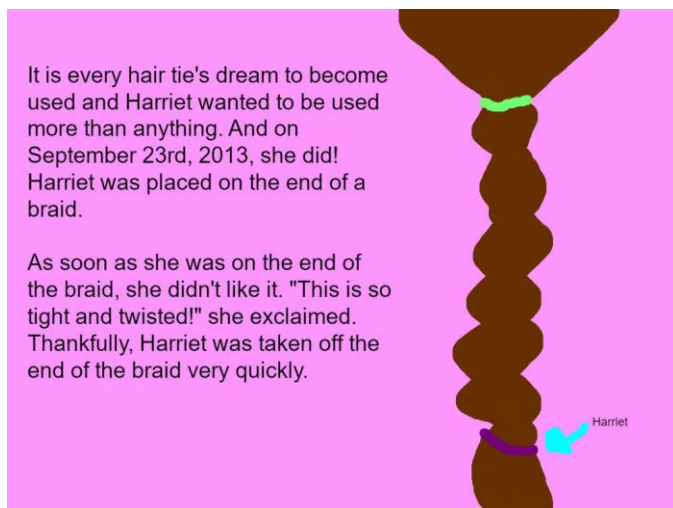 It is every hair tie's dream to become
used and Harriet wanted to be used
more than anything. And on
September 23rd, 2013, she did!
Harriet was placed on the end of a
braid.
As soon as she was on the end of
the braid, she didn't like it. "This is so
tight and twisted!" she exclaimed.
Thankfully, Harriet was taken off the
end of the braid very quickly.
Harriet